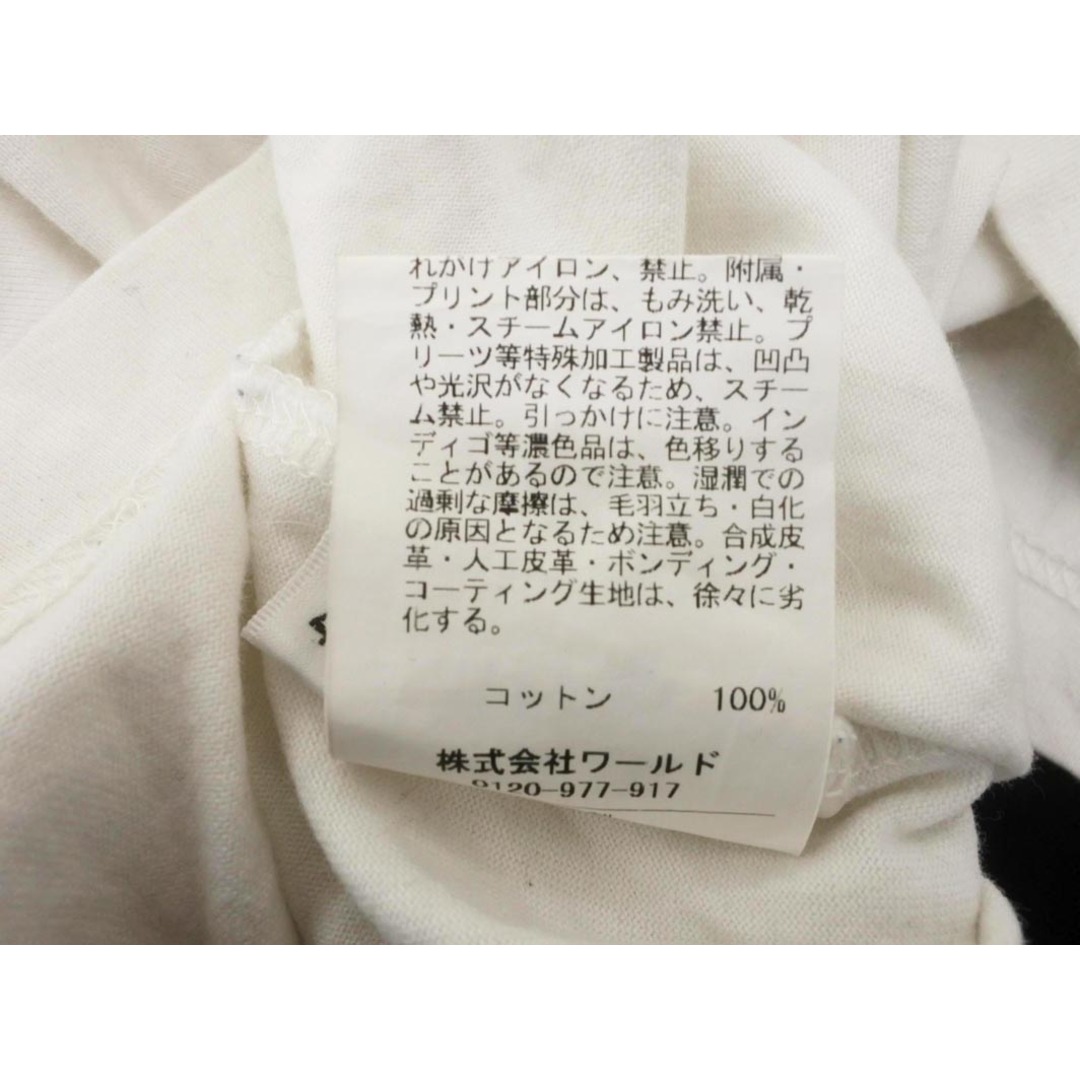 れかけアイロン、禁止。附属・
プリント部分は、もみ洗い、乾
熱・スチームアイロン禁止。プ
リーツ等特殊加工製品は、凹凸
や光沢がなくなるため、スチー
ム禁止。引っかけに注意。イン
ディゴ等濃色品は、色移りする
ことがあるので注意。湿潤での
過剰な摩擦は、毛羽立ち・白化
の原因となるため注意。合成皮
革・人工皮革・ボンディング・
コーティング生地は、徐々に劣
化する。
コットン 100%
株式会社ワールド
0120-977-917